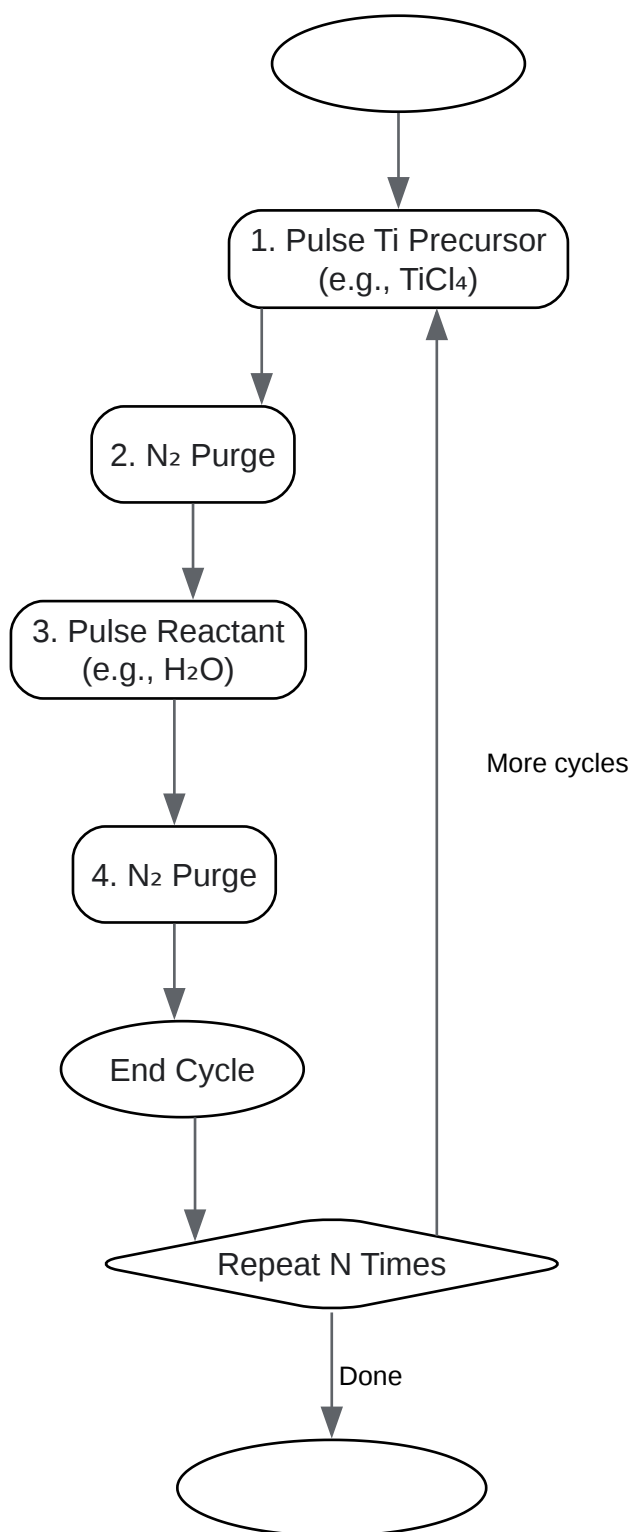 1. Pulse Ti Precursor
(e.g., TiCl₄)
2. N₂ Purge
3. Pulse Reactant
(e.g., H₂O)
More cycles
4. N₂ Purge
End Cycle
Repeat N Times
Done